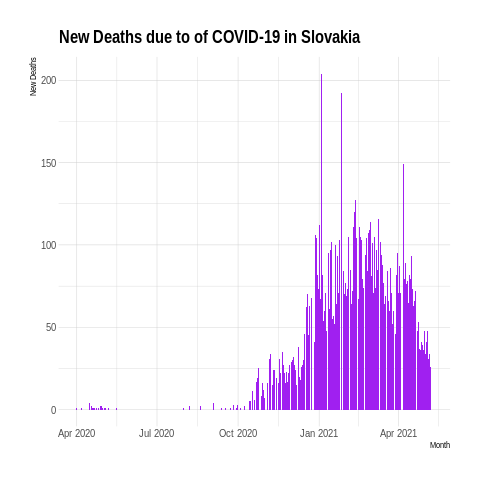 New Deaths due to of COVID-19 in Slovakia
New Deaths
200
150
100
50
0
Apr 2020 Jul 2020 Oct 2020 Jan 2021 Apr 2021
Month